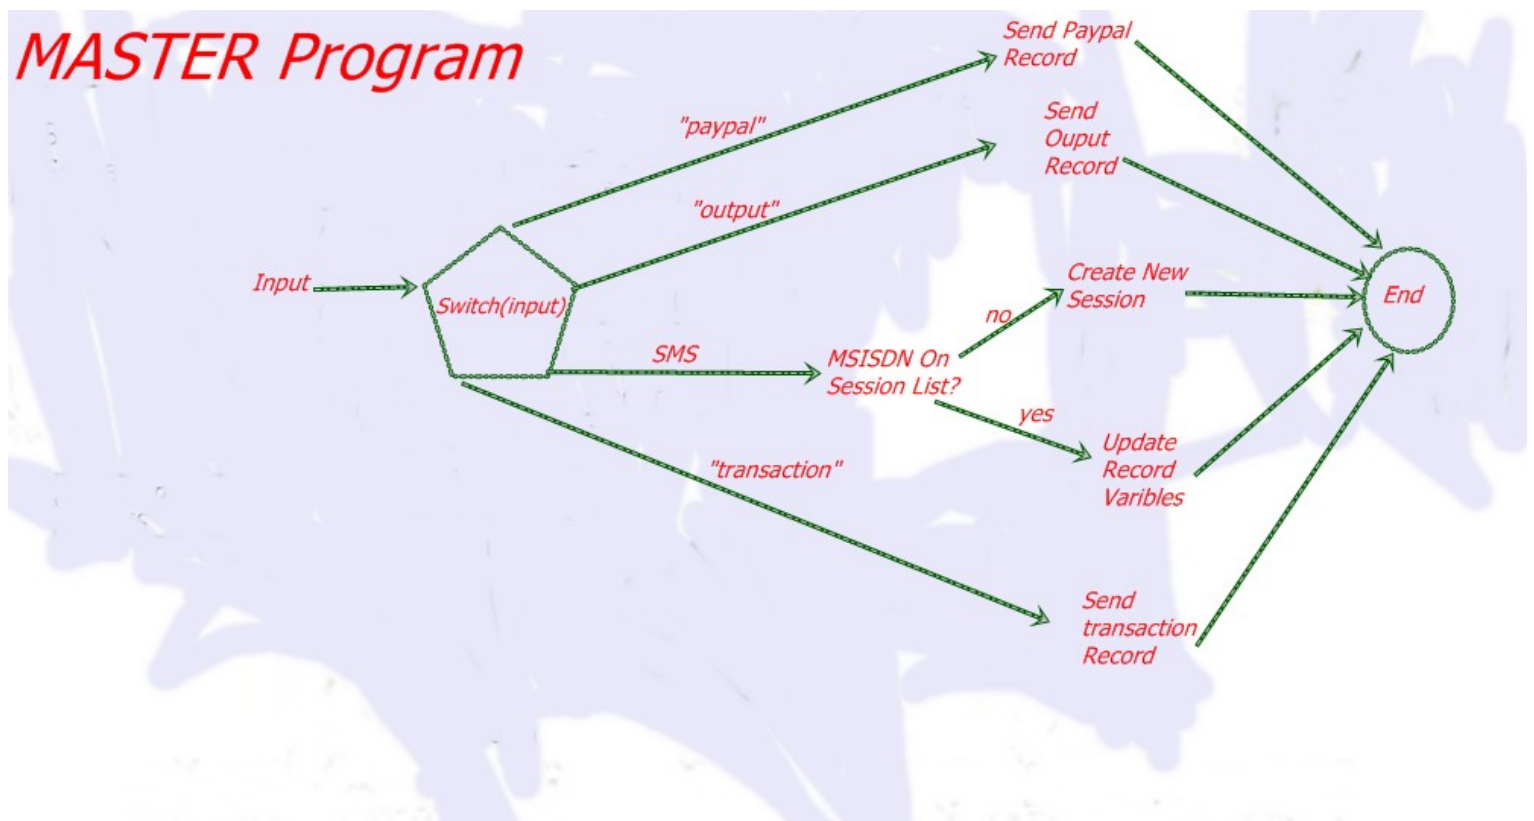 MASTER Program
Send Paypal
Record
"paypal"
Send
Ouput
Record
"output"
Input
Switch(input)
Create New
Session
End
no
SMS
MSISDN On
Session List?
yes
Update
Record
Varibles
"transaction"
Send
transaction
Record